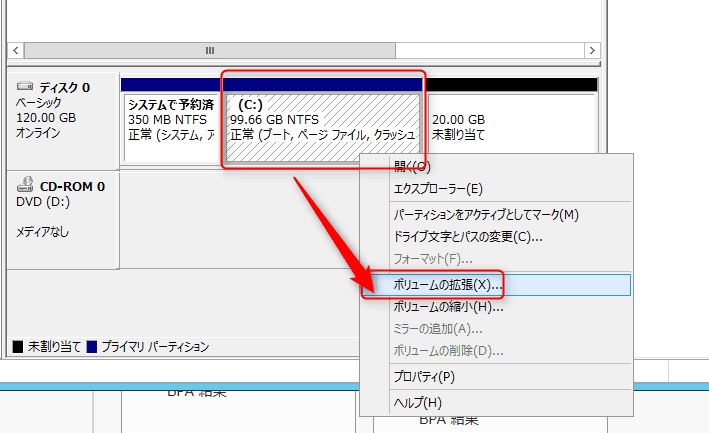 ディスク 0
ベーシック
120.00 GB
オンライン
システムで予約済
350 MB NTFS
正常 (システム, ア
(C:)
99.66 GB NTFS
正常 (ブート, ページ ファイル, クラッシュ
20.00 GB
未割り当て
CD-ROM 0
DVD (D:)
メディアなし
開く(O)
エクスプローラー(E)
パーティションをアクティブとしてマーク(M)
ドライブ文字とパスの変更(C)...
フォーマット(F)...
ボリュームの拡張(X)...
ボリュームの縮小(H)...
ミラーの追加(A)...
ボリュームの削除(D)...
プロパティ(P)
ヘルプ(H)
未割り当て
プライマリ パーティション
BPA 結果
BPA 結果